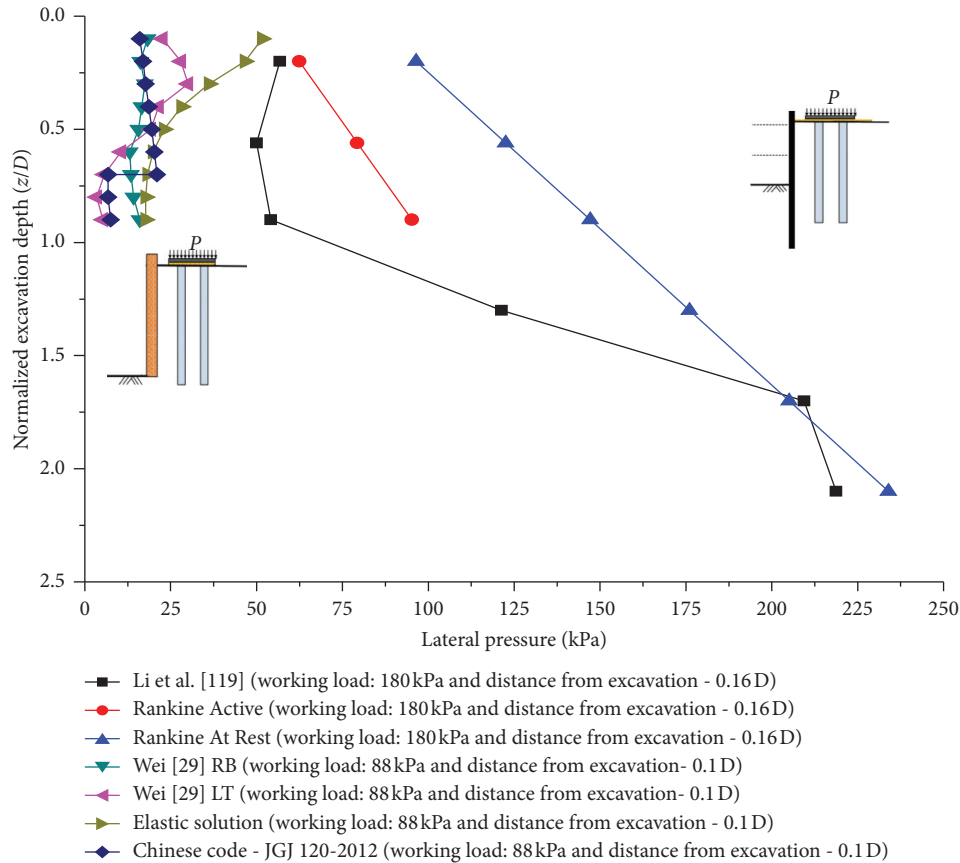 0.0
0.5
1.0
1.5
2.0
2.5
Normalized excavation depth (z/D)
P
P
0
25
50
75
100
125
150
175
200
225
250
Lateral pressure (kPa)
Li et al. [119] (working load: 180 kPa and distance from excavation - 0.16 D)
Rankine Active (working load: 180 kPa and distance from excavation - 0.16 D)
Rankine At Rest (working load: 180 kPa and distance from excavation - 0.16 D)
Wei [29] RB (working load: 88 kPa and distance from excavation- 0.1 D)
Wei [29] LT (working load: 88 kPa and distance from excavation- 0.1 D)
Elastic solution (working load: 88 kPa and distance from excavation - 0.1 D)
Chinese code - JGJ 120-2012 (working load: 88 kPa and distance from excavation - 0.1 D)